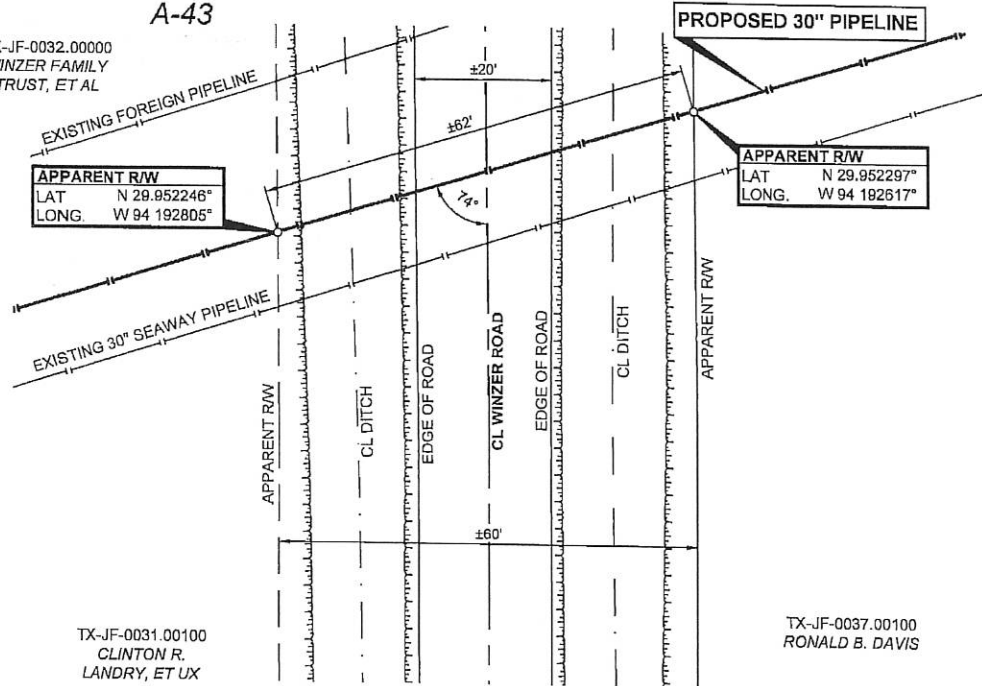 A-43
-JF-0032.00000
INZER FAMILY
TRUST, ET AL
PROPOSED 30" PIPELINE
EXISTING FOREIGN PIPELINE
±20'
±62'
APPARENT R/W
LAT N 29.952246°
LONG. W 94 192805°
APPARENT R/W
LAT N 29.952297°
LONG. W 94 192617°
74°
EXISTING 30" SEAWAY PIPELINE
APPARENT R/W
CL DITCH
EDGE OF ROAD
CL WINZER ROAD
EDGE OF ROAD
CL DITCH
APPARENT R/W
±60'
TX-JF-0031.00100
CLINTON R.
LANDRY, ET UX
TX-JF-0037.00100
RONALD B. DAVIS